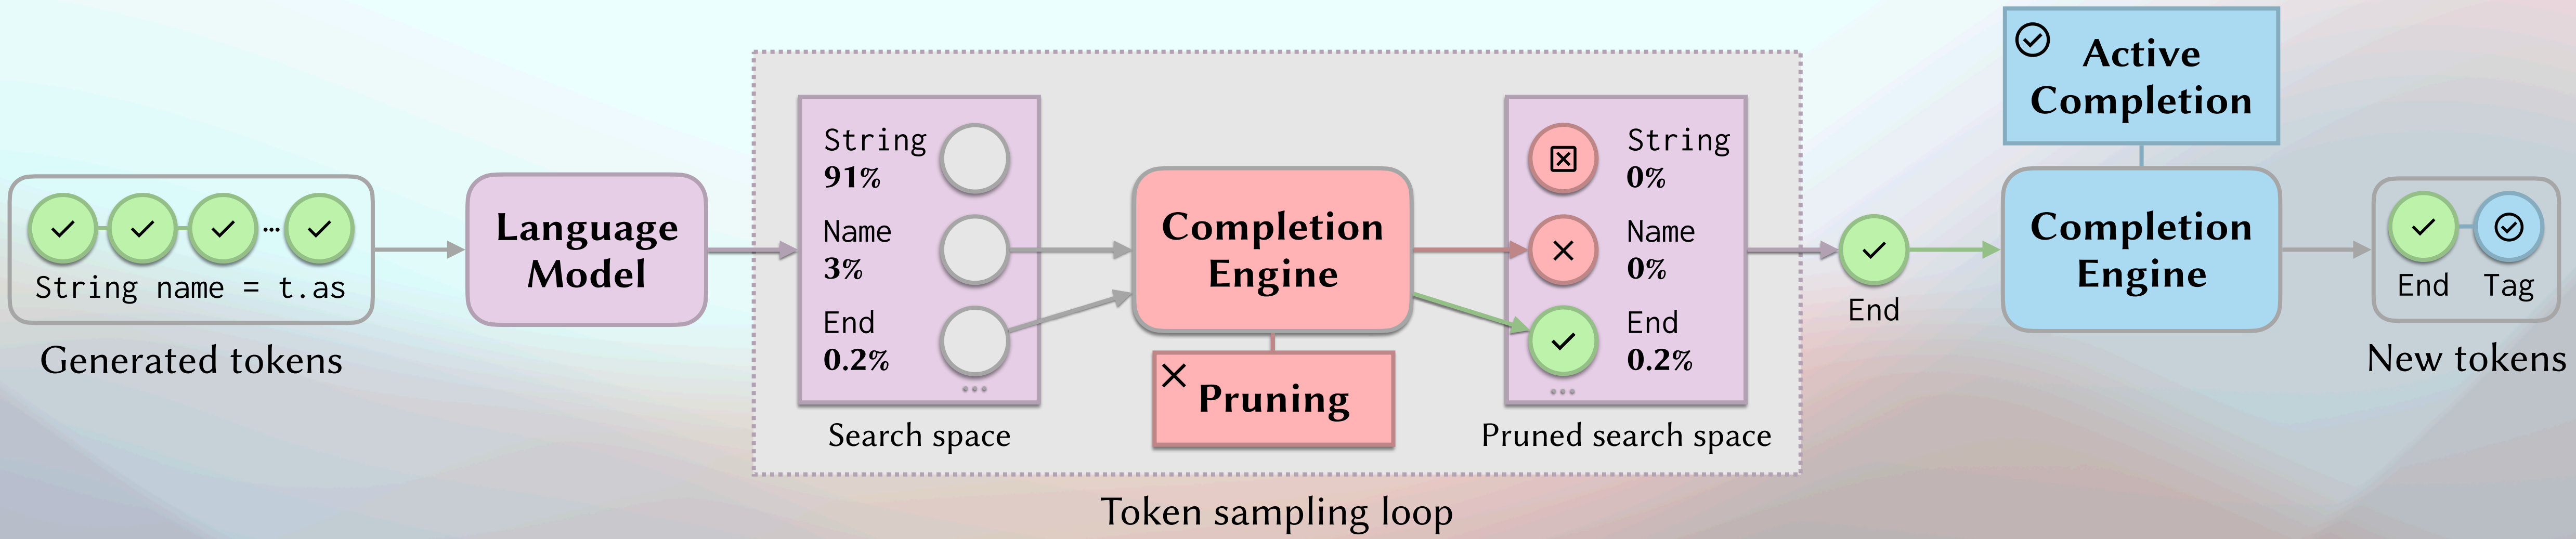 String name = t.as
Generated tokens
Language
Model
String
91%
Name
3%
End
0.2%
...
Search space
Completion
Engine
Pruning
String
0%
Name
0%
End
0.2%
...
Pruned search space
Token sampling loop
End
Active
Completion
Completion
Engine
End Tag
New tokens